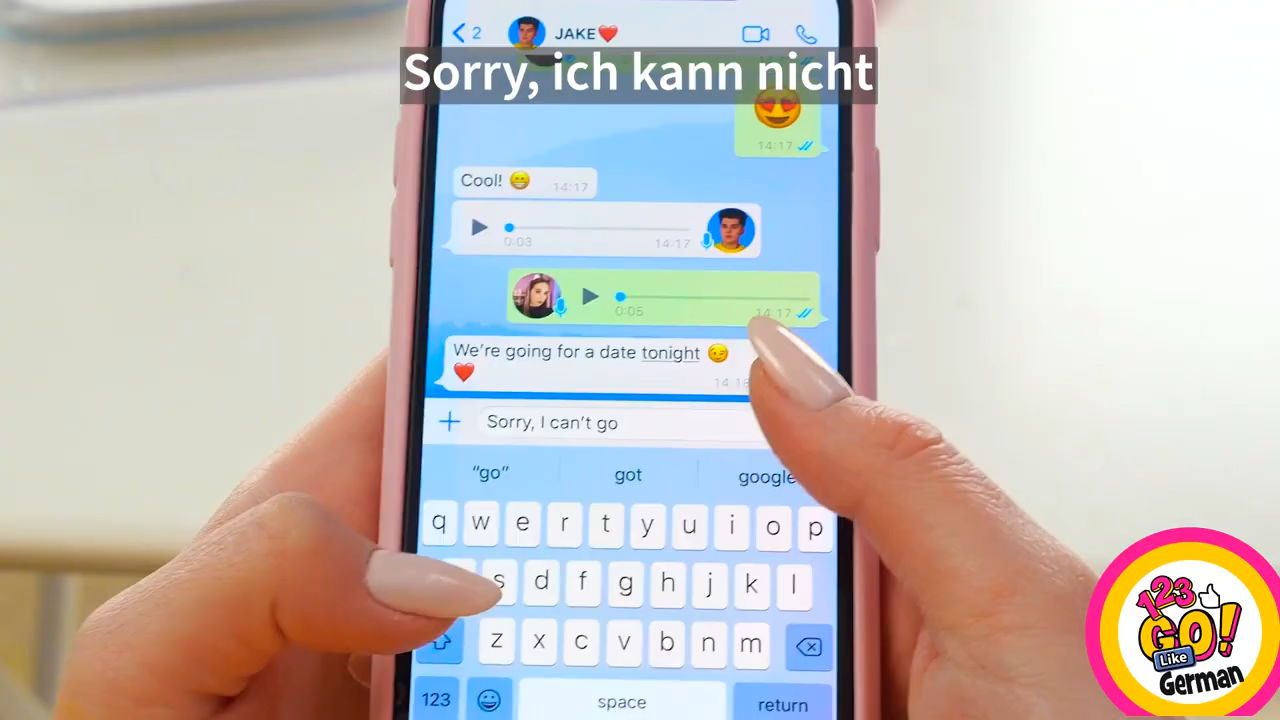 2
JAKE❤️
Sorry, ich kann nicht
14:17
Cool! 😁
14:17
0:03
14:17
0:05
14:17
We're going for a date tonight 😉
❤️
14:18
Sorry, I can't go
"go"
got
google
q w e r t y u i o p
s d f g h j k l
z x c v b n m
123
space
return
123
GO!
Like
German